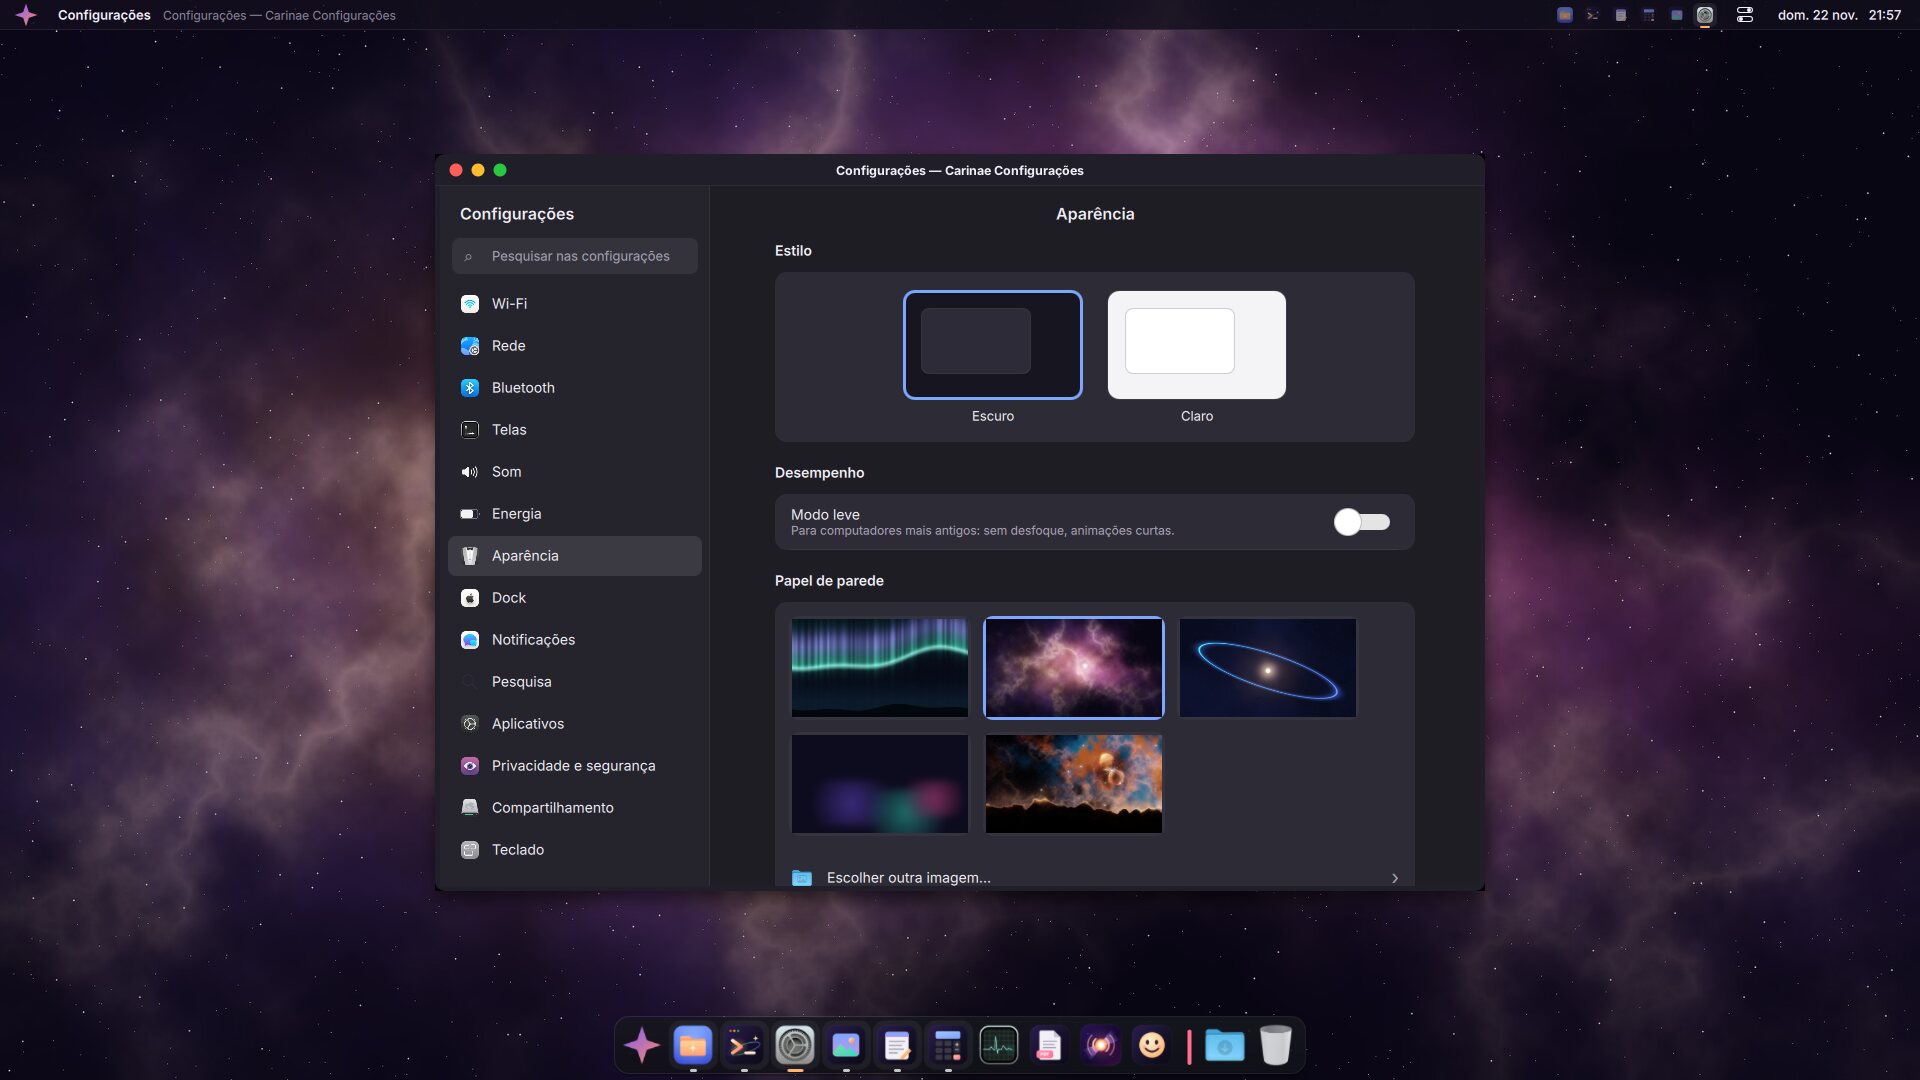 Configurações Configurações — Carinae Configurações
dom. 22 nov. 21:57
Configurações — Carinae Configurações
Configurações
Pesquisar nas configurações
Wi-Fi
Rede
Bluetooth
Telas
Som
Energia
Aparência
Dock
Notificações
Pesquisa
Aplicativos
Privacidade e segurança
Compartilhamento
Teclado
Aparência
Estilo
Escuro
Claro
Desempenho
Modo leve
Para computadores mais antigos: sem desfoque, animações curtas.
Papel de parede
Escolher outra imagem...